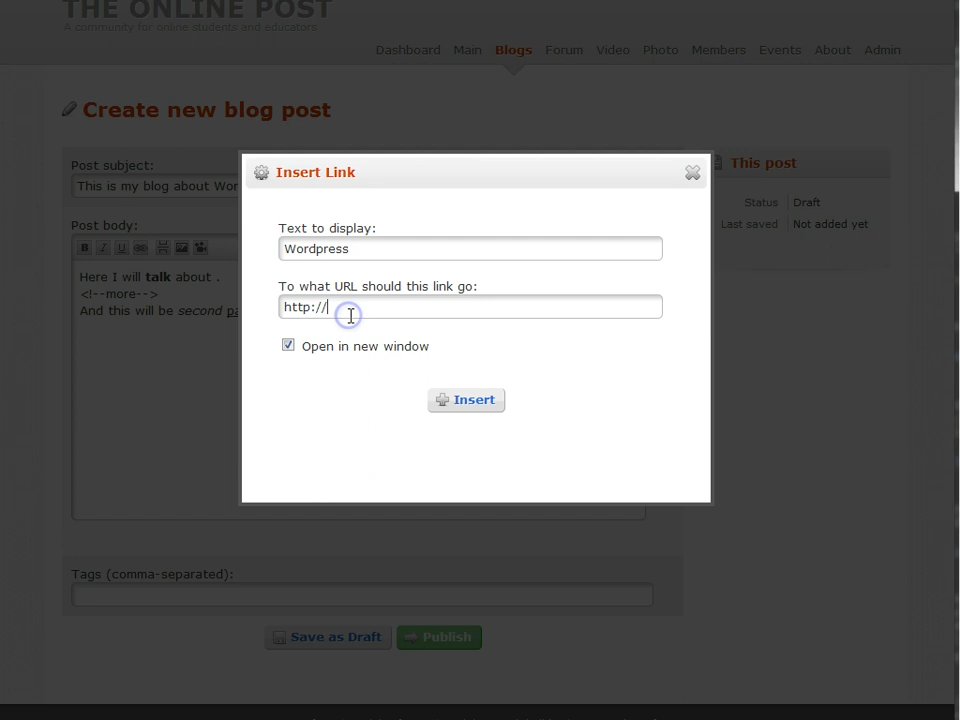 THE ONLINE POST
A community for online students and educators
Dashboard Main Blogs Forum Video Photo Members Events About Admin
Create new blog post
Post subject:
This is my blog about Wor
Post body:
B I U
Here I will talk about .
<!--more-->
And this will be second pa
Insert Link
Text to display:
Wordpress
To what URL should this link go:
http://
Open in new window
Insert
This post
Status Draft
Last saved Not added yet
Tags (comma-separated):
Save as Draft Publish